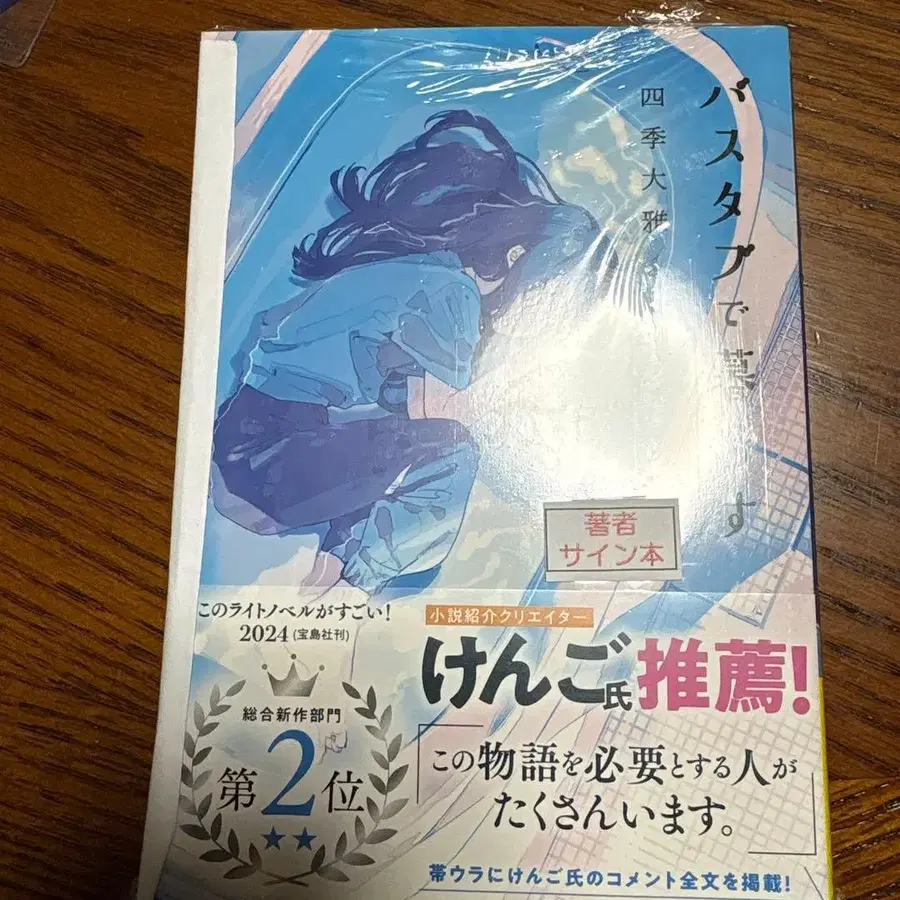 バスタブで暮 す
四季大雅
著者
サイン本
このライトノベルがすごい!
2024(宝島社刊)
総合新作部門
第2位
小説紹介クリエイター
けんご氏推薦!
「この物語を必要とする人が
たくさんいます。」
帯ウラにけんご氏のコメント全文を掲載!